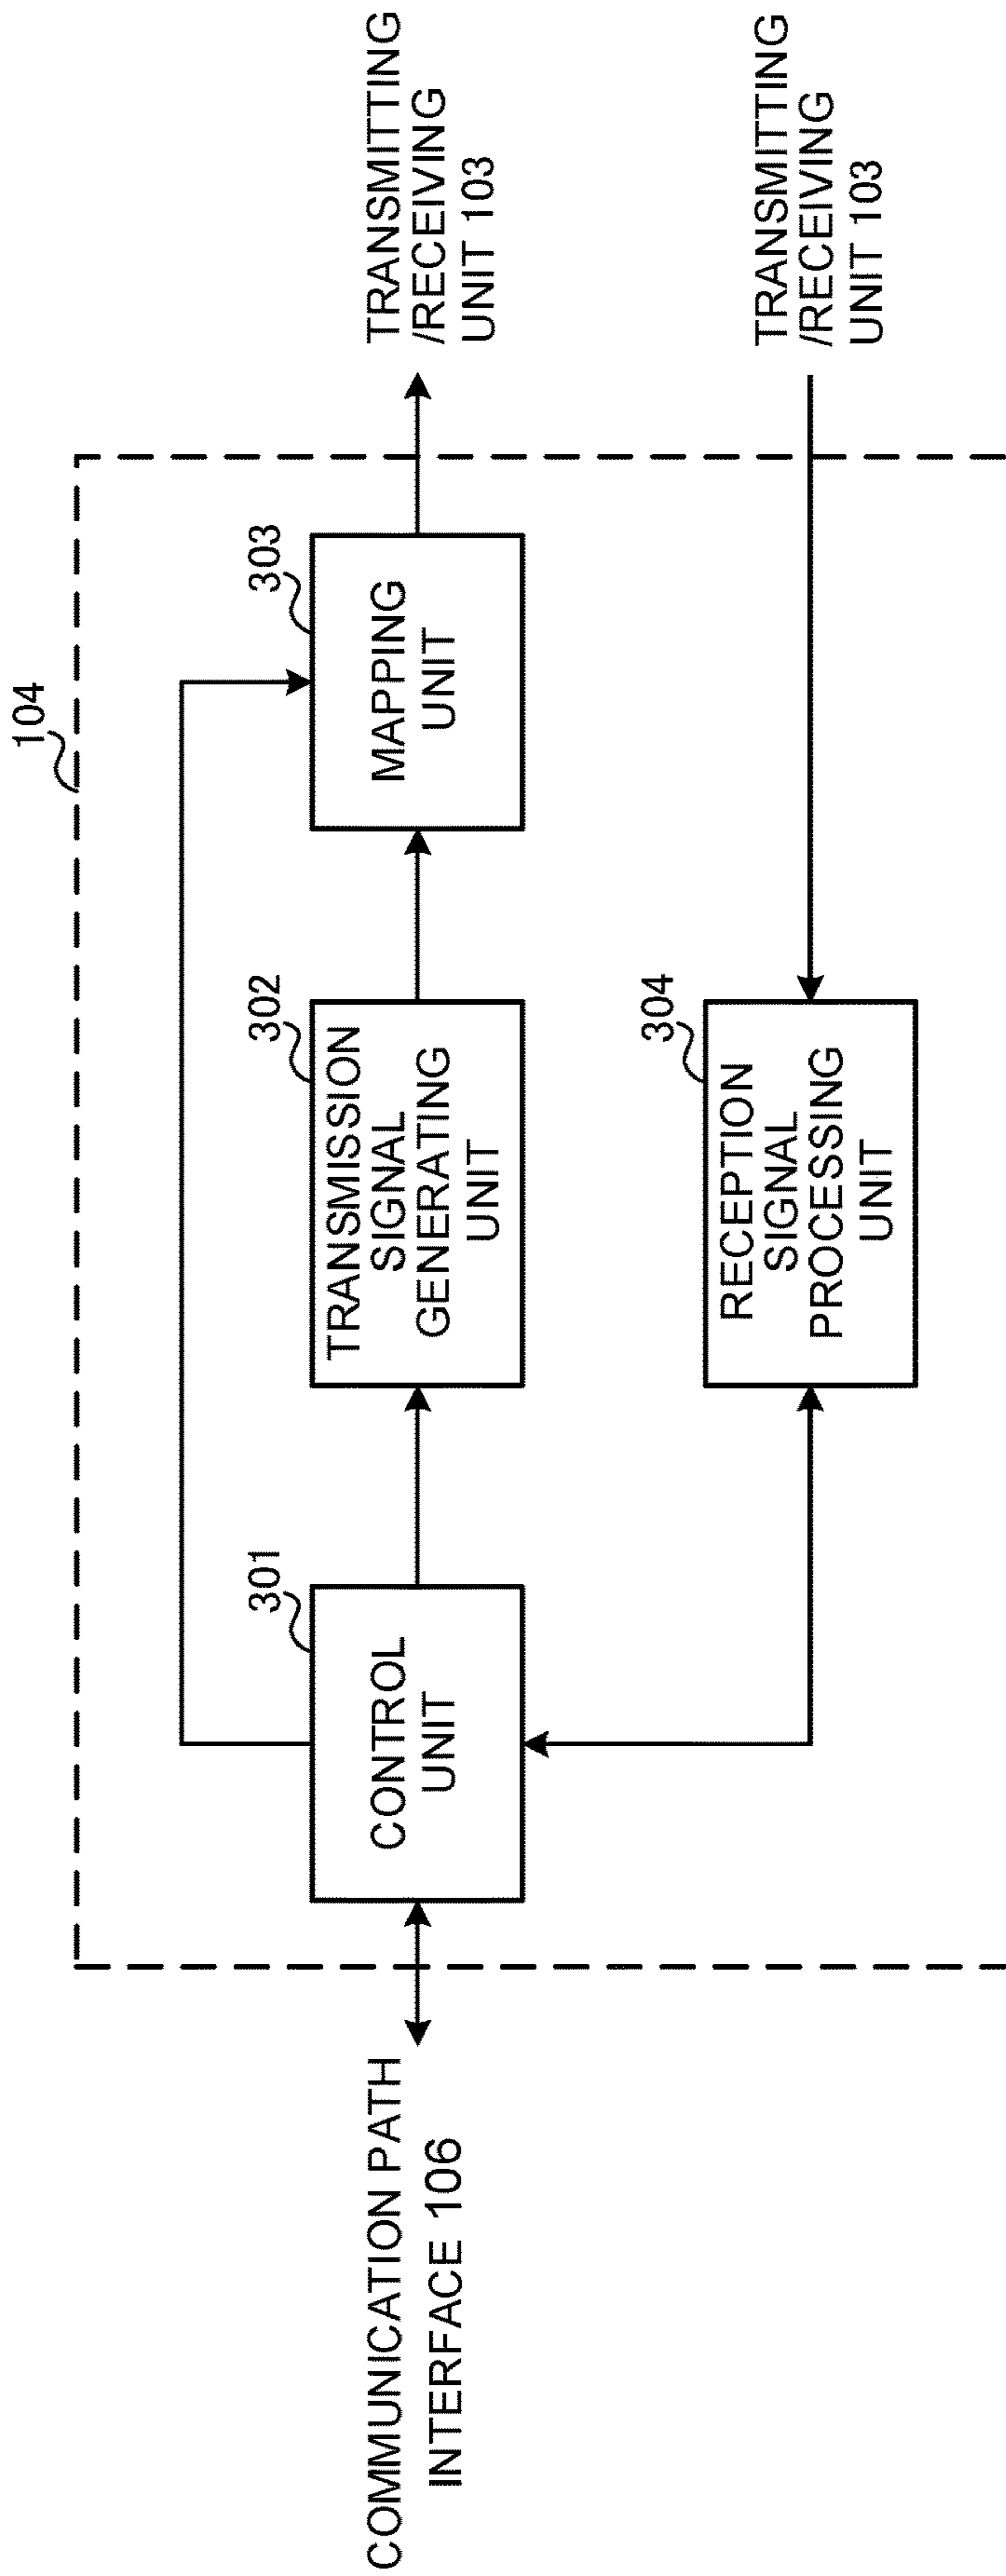 104
COMMUNICATION PATH
INTERFACE 106
301
CONTROL
UNIT
302
TRANSMISSION
SIGNAL
GENERATING
UNIT
303
MAPPING
UNIT
TRANSMITTING
/RECEIVING
UNIT 103
304
RECEPTION
SIGNAL
PROCESSING
UNIT
TRANSMITTING
/RECEIVING
UNIT 103